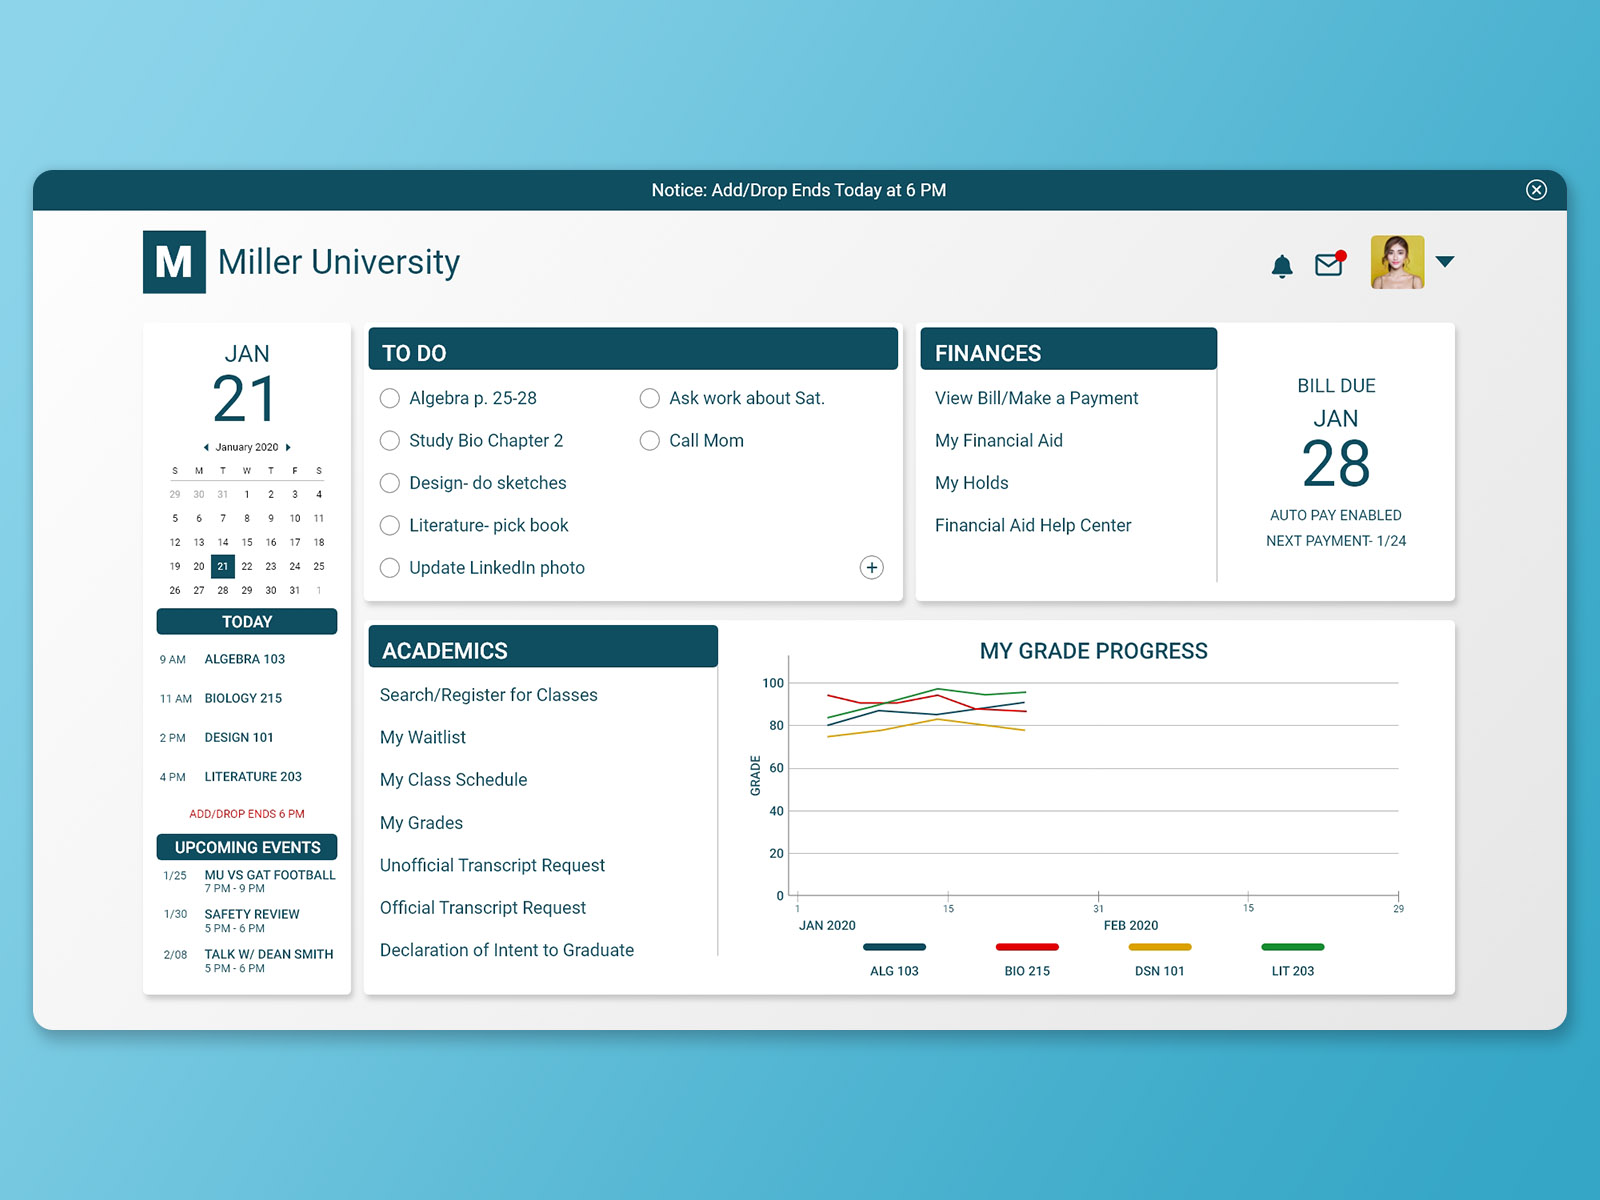 Notice: Add/Drop Ends Today at 6 PM
M Miller University
JAN
21
January 2020
S M T W T F S
29 30 31 1 2 3 4
5 6 7 8 9 10 11
12 13 14 15 16 17 18
19 20 21 22 23 24 25
26 27 28 29 30 31 1
TODAY
9 AM ALGEBRA 103
11 AM BIOLOGY 215
2 PM DESIGN 101
4 PM LITERATURE 203
ADD/DROP ENDS 6 PM
UPCOMING EVENTS
1/25 MU VS GAT FOOTBALL
7 PM - 9 PM
1/30 SAFETY REVIEW
5 PM - 6 PM
2/08 TALK W/ DEAN SMITH
5 PM - 6 PM
TO DO
Algebra p. 25-28
Study Bio Chapter 2
Design- do sketches
Literature- pick book
Update LinkedIn photo
Ask work about Sat.
Call Mom
FINANCES
View Bill/Make a Payment
My Financial Aid
My Holds
Financial Aid Help Center
BILL DUE
JAN
28
AUTO PAY ENABLED
NEXT PAYMENT- 1/24
ACADEMICS
Search/Register for Classes
My Waitlist
My Class Schedule
My Grades
Unofficial Transcript Request
Official Transcript Request
Declaration of Intent to Graduate
MY GRADE PROGRESS
GRADE
100
80
60
40
20
0
1 15 31 15 29
JAN 2020 FEB 2020
ALG 103 BIO 215 DSN 101 LIT 203